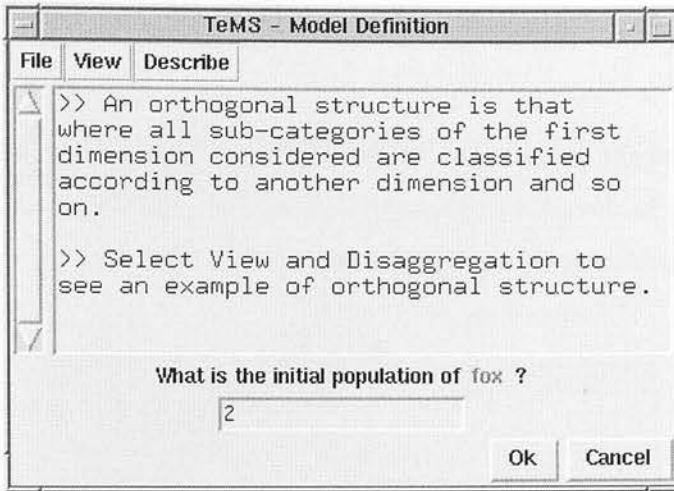 TeMS - Model Definition
File View Describe
>> An orthogonal structure is that
where all sub-categories of the first
dimension considered are classified
according to another dimension and so
on.
>> Select View and Disaggregation to
see an example of orthogonal structure.
What is the initial population of fox ?
2
Ok Cancel